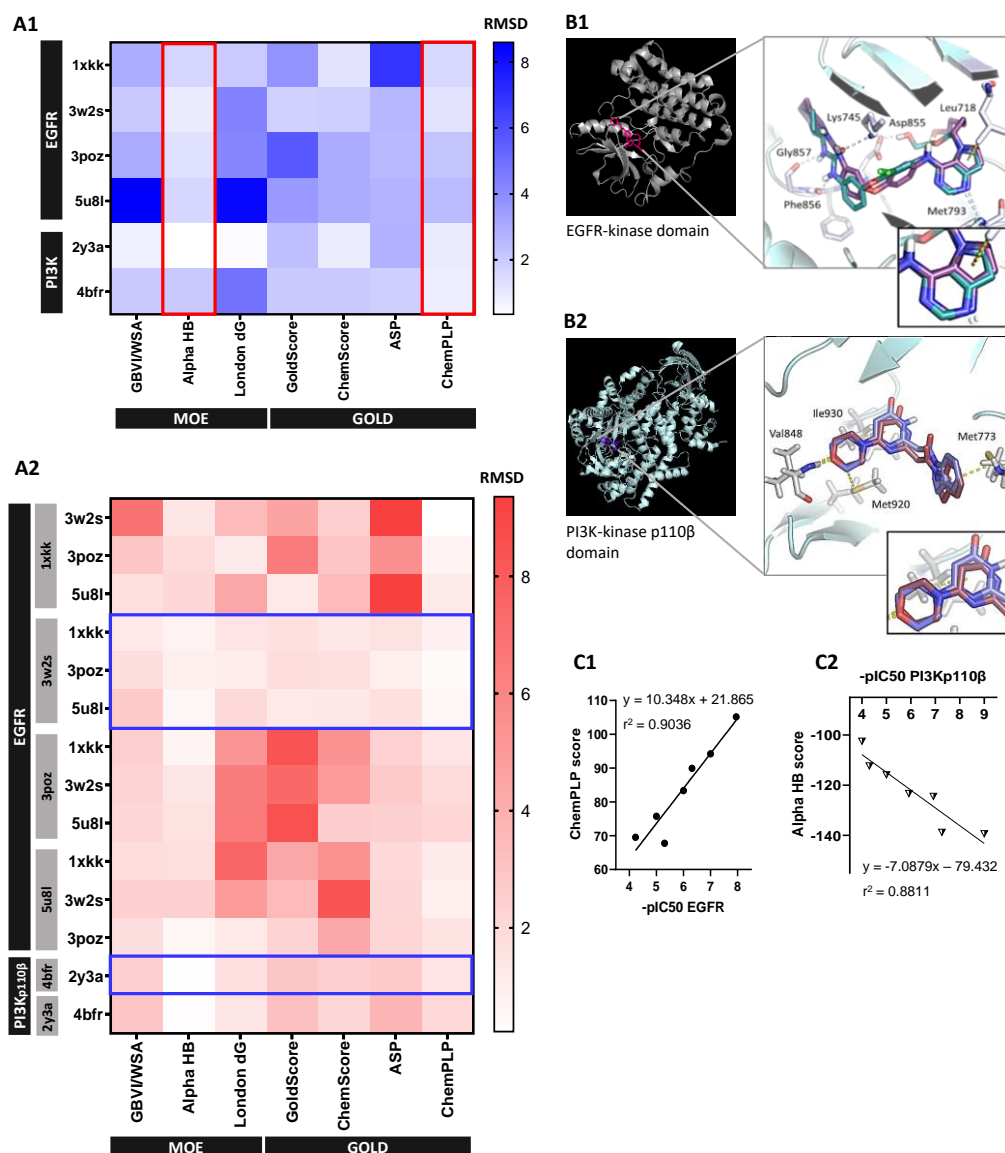 A1
RMSD
EGFR
PI3K
1xkk
3w2s
3poz
5u8l
2y3a
4bfr
8
6
4
2
GBVI/WSA
Alpha HB
London dG
GoldScore
ChemScore
ASP
ChemPLP
MOE
GOLD
B1
EGFR-kinase domain
Lys745
Asp855
Leu718
Gly857
Phe856
Met793
B2
PI3K-kinase p110β
domain
Ile930
Val848
Met773
Met920
A2
RMSD
EGFR
PI3Kp110β
1xkk
3w2s
3poz
5u8l
4bfr
2y3a
3w2s
3poz
5u8l
1xkk
3poz
5u8l
1xkk
3w2s
5u8l
1xkk
3w2s
3poz
2y3a
4bfr
8
6
4
2
GBVI/WSA
Alpha HB
London dG
GoldScore
ChemScore
ASP
ChemPLP
MOE
GOLD
C1
y = 10.348x + 21.865
r² = 0.9036
ChemPLP score
110
100
90
80
70
60
4 5 6 7 8
-pIC50 EGFR
C2
-pIC50 PI3Kp110β
4 5 6 7 8 9
Alpha HB score
-100
-120
-140
y = -7.0879x – 79.432
r² = 0.8811